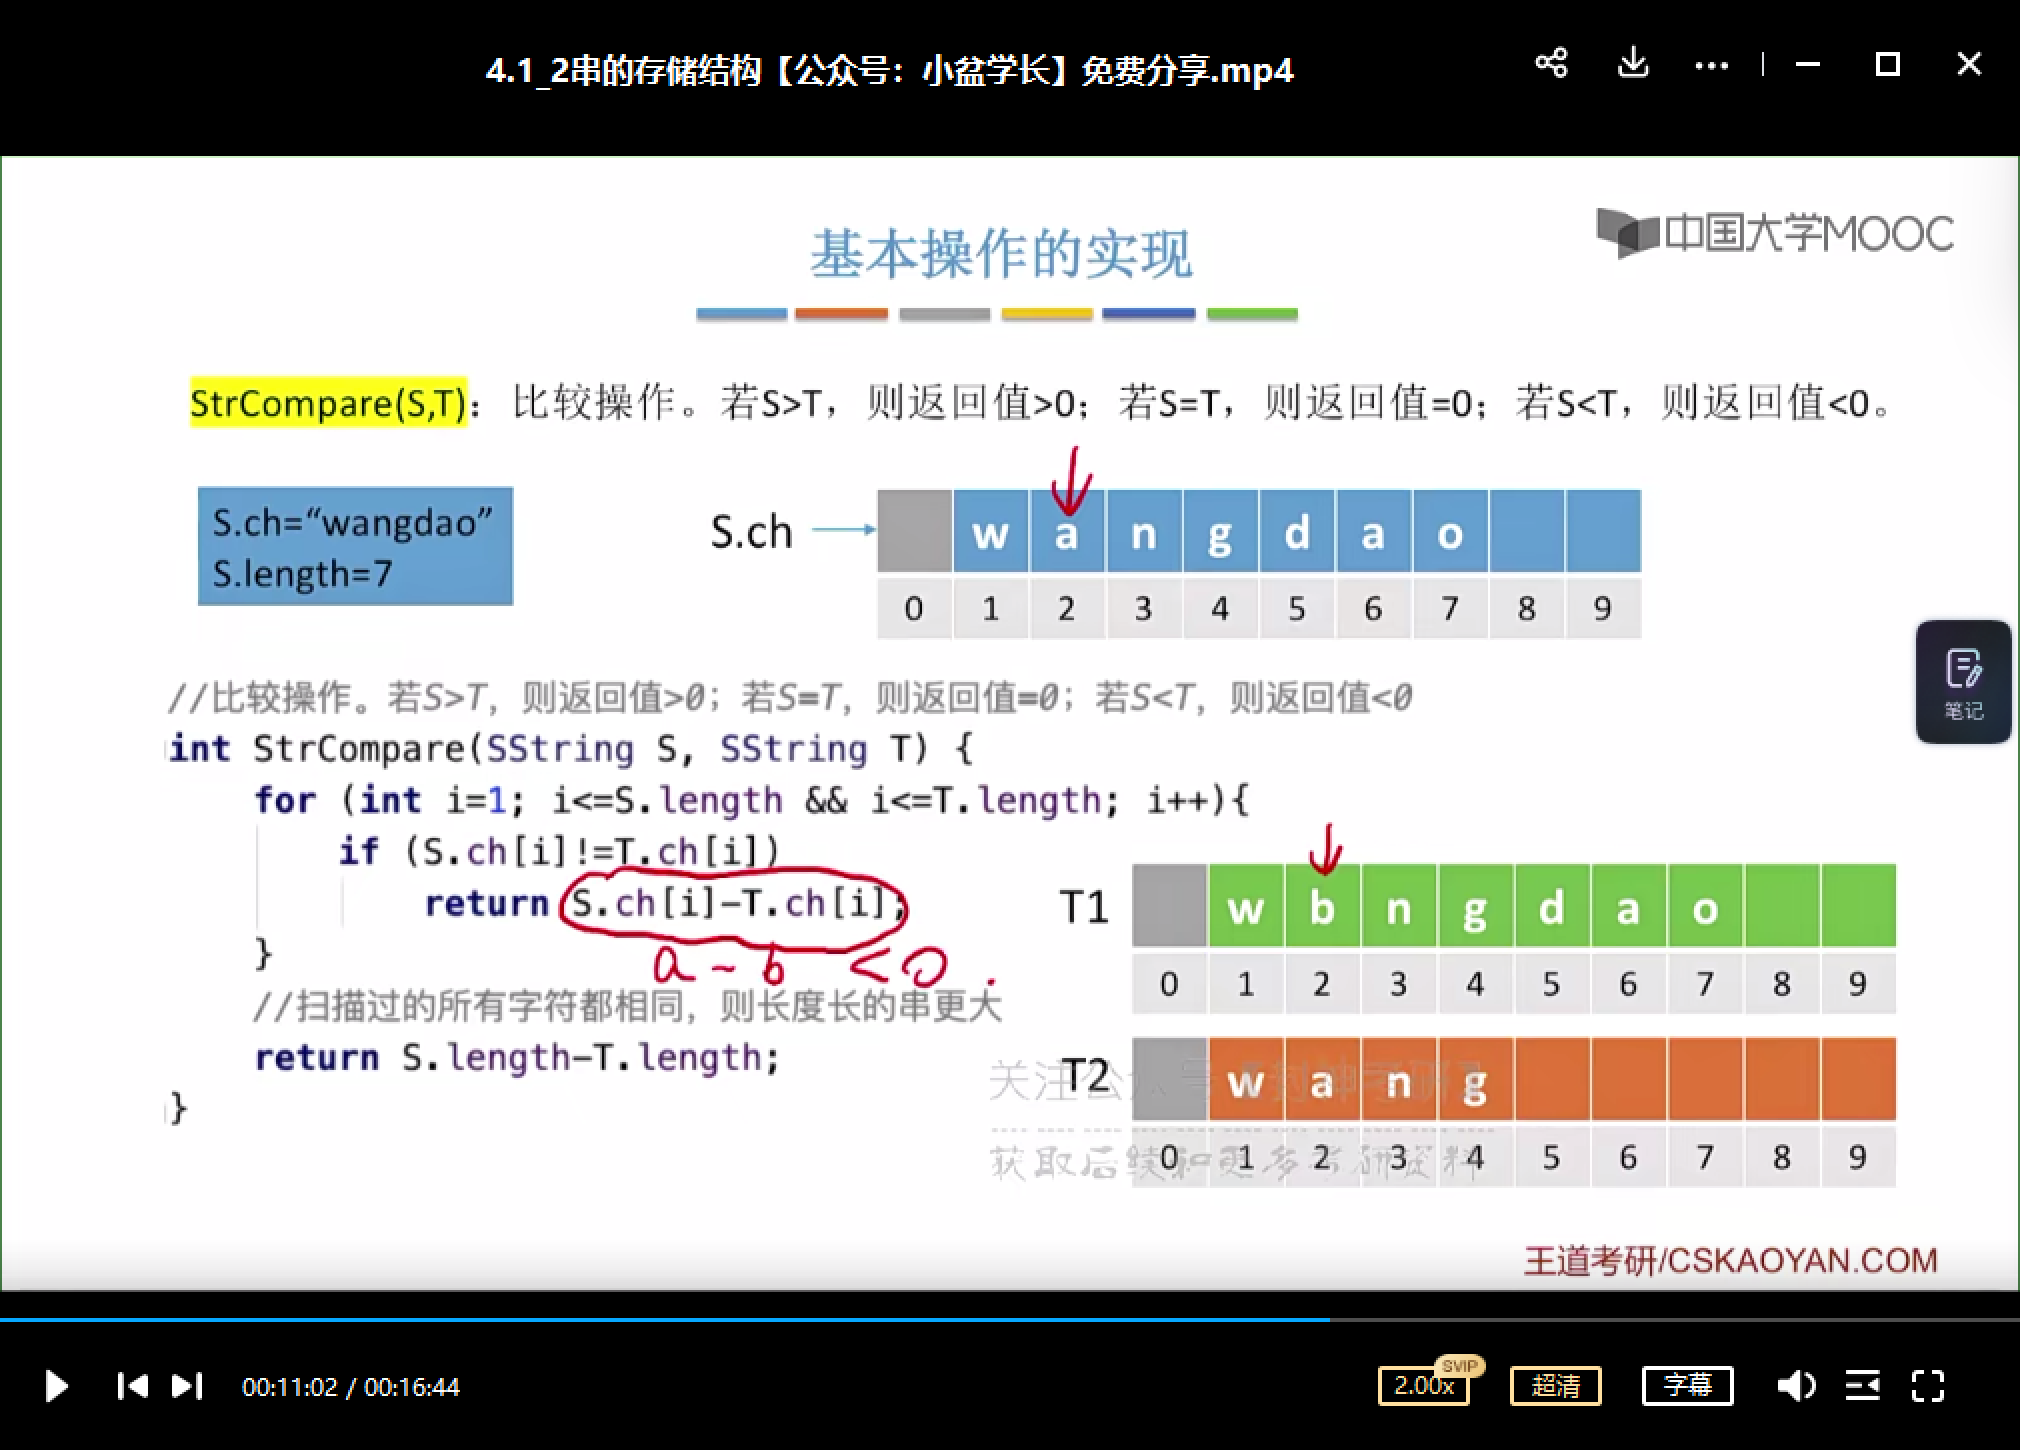 4.1_2串的存储结构【公众号：小盆学长】免费分享.mp4
中国大学MOOC
基本操作的实现
StrCompare(S,T)：比较操作。若S>T，则返回值>0；若S=T，则返回值=0；若S<T，则返回值<0。
S.ch=“wangdao”
S.length=7
S.ch
w a n g d a o
0 1 2 3 4 5 6 7 8 9
笔记
//比较操作。若S>T，则返回值>0；若S=T，则返回值=0；若S<T，则返回值<0
int StrCompare(SString S, SString T) {
for (int i=1; i<=S.length && i<=T.length; i++){
if (S.ch[i]!=T.ch[i])
return S.ch[i]-T.ch[i];
}
a - b < 0 .
//扫描过的所有字符都相同，则长度长的串更大
return S.length-T.length;
}
T1
w b n g d a o
0 1 2 3 4 5 6 7 8 9
T2
w a n g
0 1 2 3 4 5 6 7 8 9
关注公众号
获取后续和更多考研资料
王道考研/CSKAOYAN.COM
00:11:02 / 00:16:44
SVIP
2.00x
超清
字幕